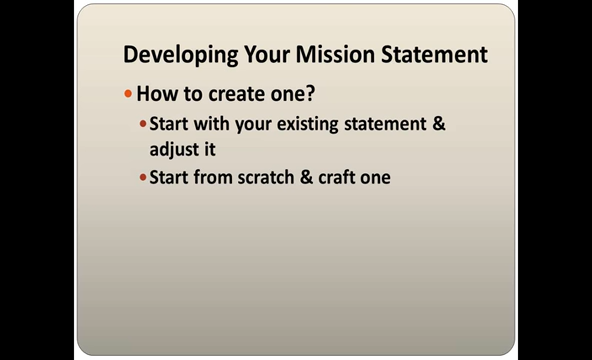 Developing Your Mission Statement
•How to create one?
•Start with your existing statement &
adjust it
•Start from scratch & craft one